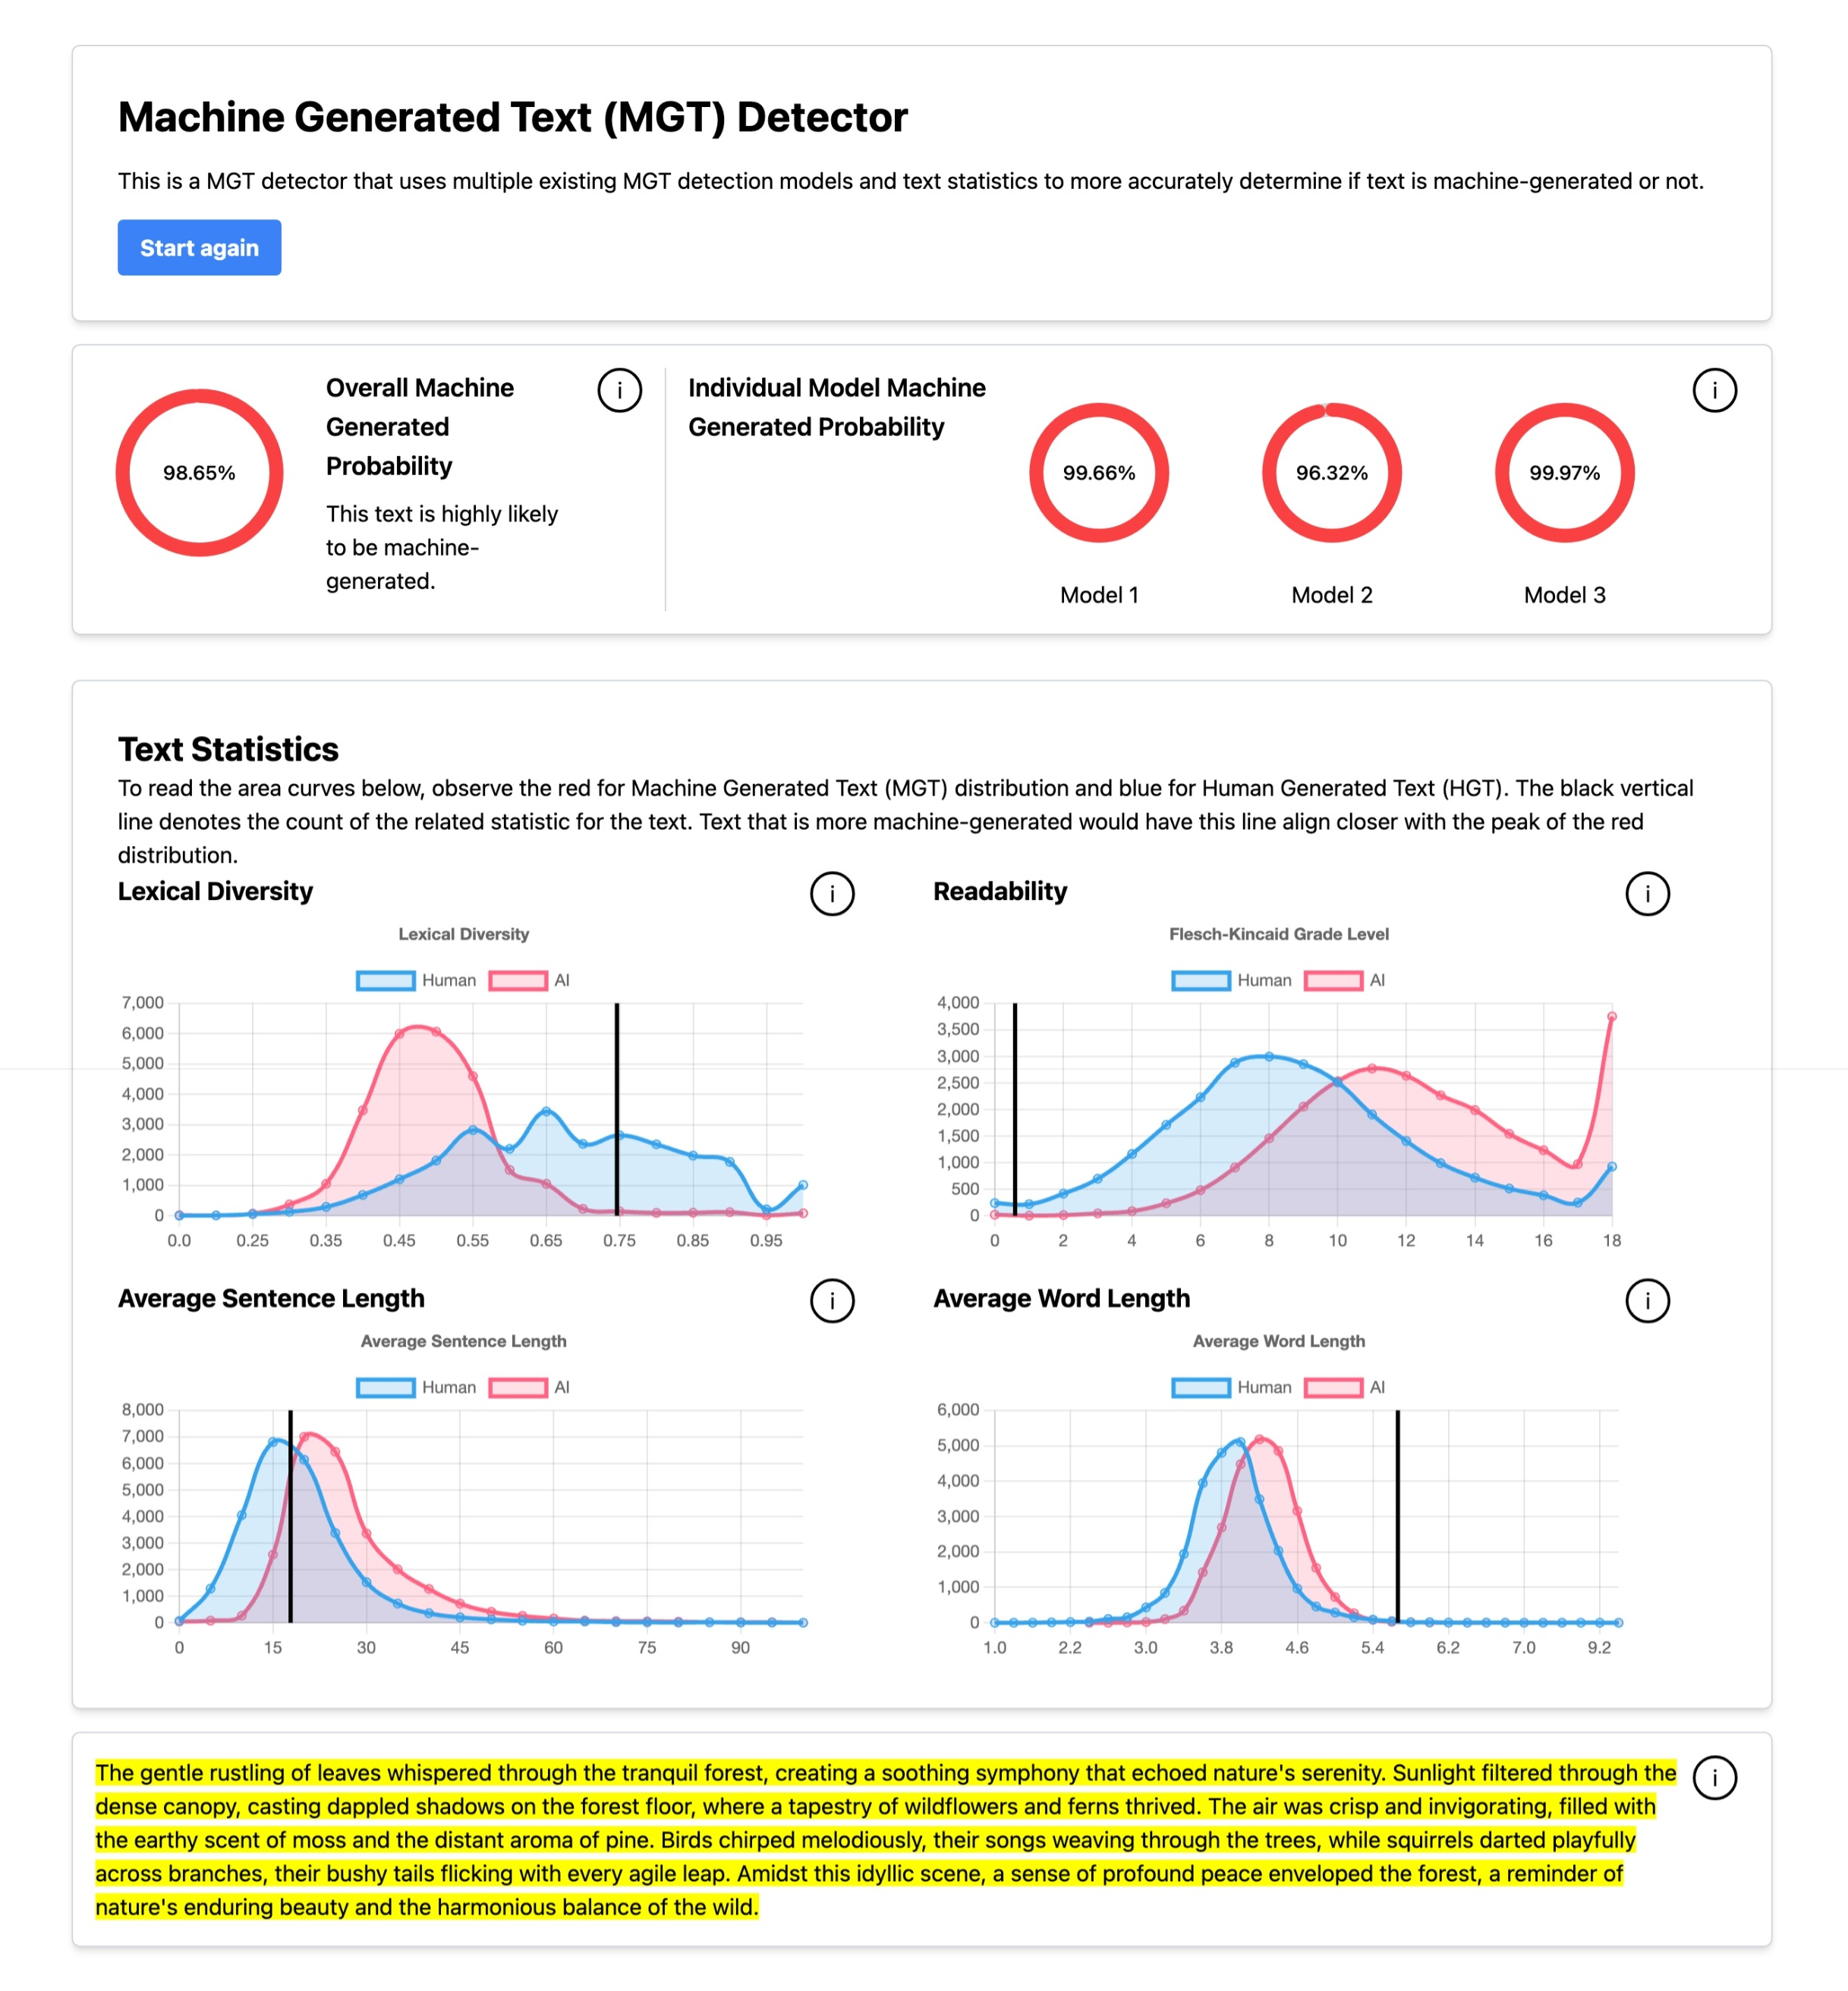 Machine Generated Text (MGT) Detector
This is a MGT detector that uses multiple existing MGT detection models and text statistics to more accurately determine if text is machine-generated or not.
Start again
98.65%
Overall Machine
Generated
Probability
This text is highly likely
to be machine-
generated.
i
Individual Model Machine
Generated Probability
99.66%
Model 1
96.32%
Model 2
99.97%
Model 3
i
Text Statistics
To read the area curves below, observe the red for Machine Generated Text (MGT) distribution and blue for Human Generated Text (HGT). The black vertical
line denotes the count of the related statistic for the text. Text that is more machine-generated would have this line align closer with the peak of the red
distribution.
Lexical Diversity
i
Lexical Diversity
Human AI
7,000
6,000
5,000
4,000
3,000
2,000
1,000
0
0.0 0.25 0.35 0.45 0.55 0.65 0.75 0.85 0.95
Readability
i
Flesch-Kincaid Grade Level
Human AI
4,000
3,500
3,000
2,500
2,000
1,500
1,000
500
0
0 2 4 6 8 10 12 14 16 18
Average Sentence Length
i
Average Sentence Length
Human AI
8,000
7,000
6,000
5,000
4,000
3,000
2,000
1,000
0
0 15 30 45 60 75 90
Average Word Length
i
Average Word Length
Human AI
6,000
5,000
4,000
3,000
2,000
1,000
0
1.0 2.2 3.0 3.8 4.6 5.4 6.2 7.0 9.2
The gentle rustling of leaves whispered through the tranquil forest, creating a soothing symphony that echoed nature's serenity. Sunlight filtered through the
dense canopy, casting dappled shadows on the forest floor, where a tapestry of wildflowers and ferns thrived. The air was crisp and invigorating, filled with
the earthy scent of moss and the distant aroma of pine. Birds chirped melodiously, their songs weaving through the trees, while squirrels darted playfully
across branches, their bushy tails flicking with every agile leap. Amidst this idyllic scene, a sense of profound peace enveloped the forest, a reminder of
nature's enduring beauty and the harmonious balance of the wild.
i